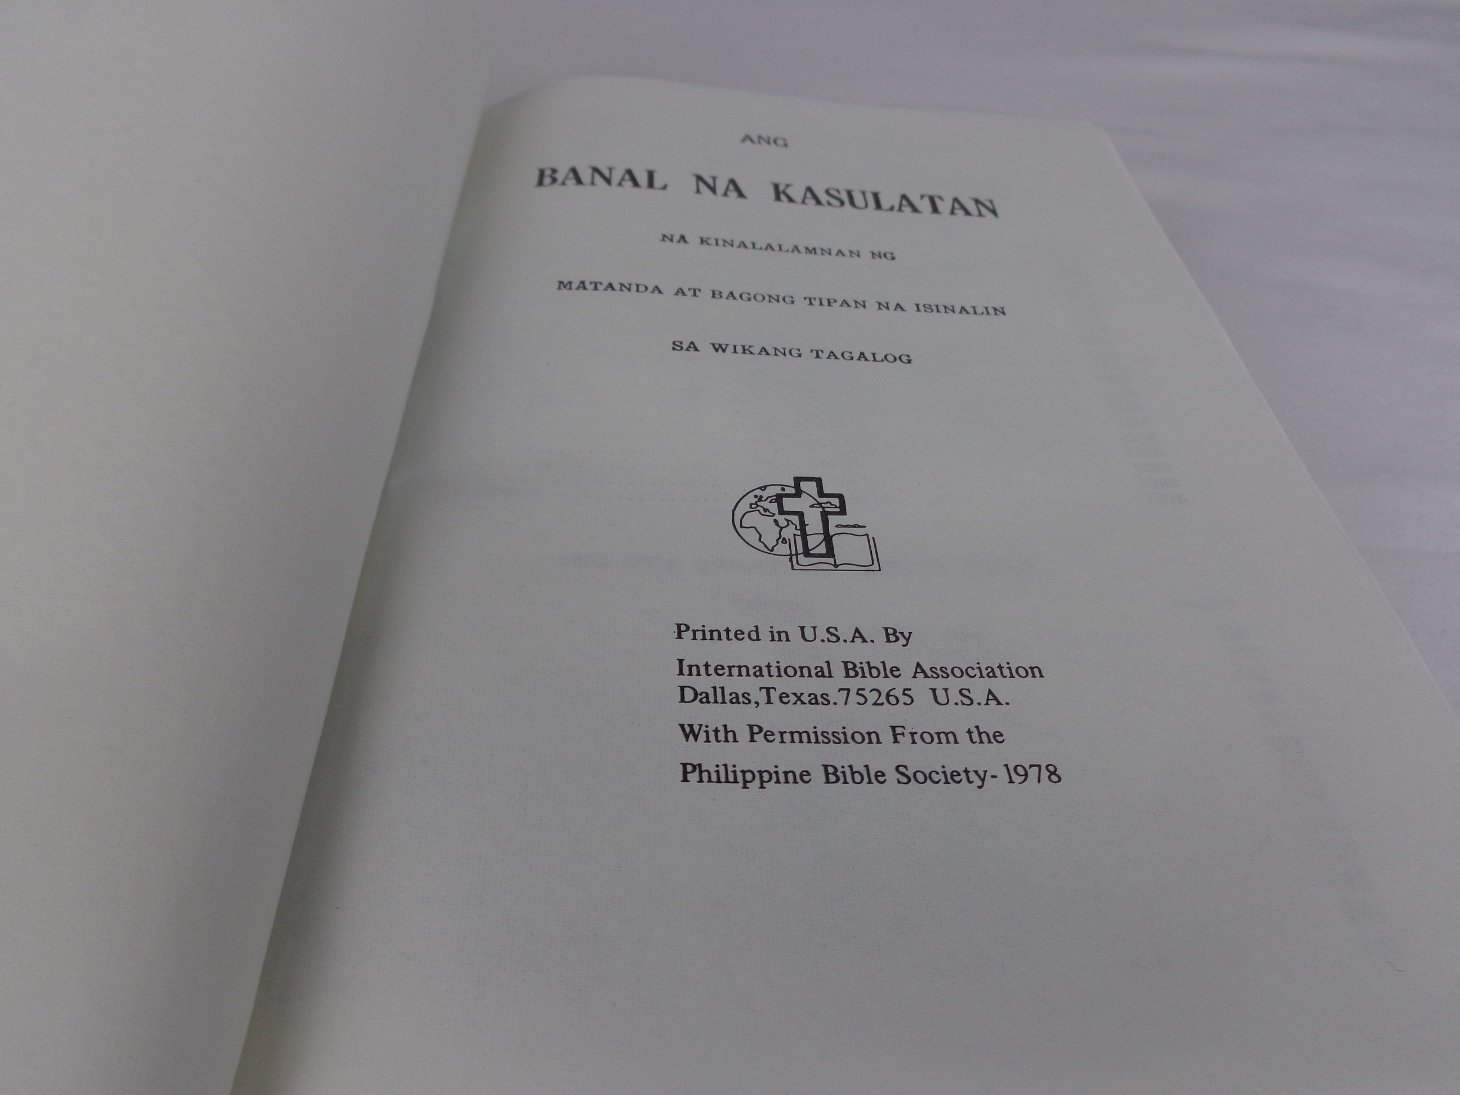 ANG
BANAL NA KASULATAN
NA KINALALAMNAN NG
MATANDA AT BAGONG TIPAN NA ISINALIN
SA WIKANG TAGALOG
Printed in U.S.A. By
International Bible Association
Dallas,Texas.75265 U.S.A.
With Permission From the
Philippine Bible Society-1978